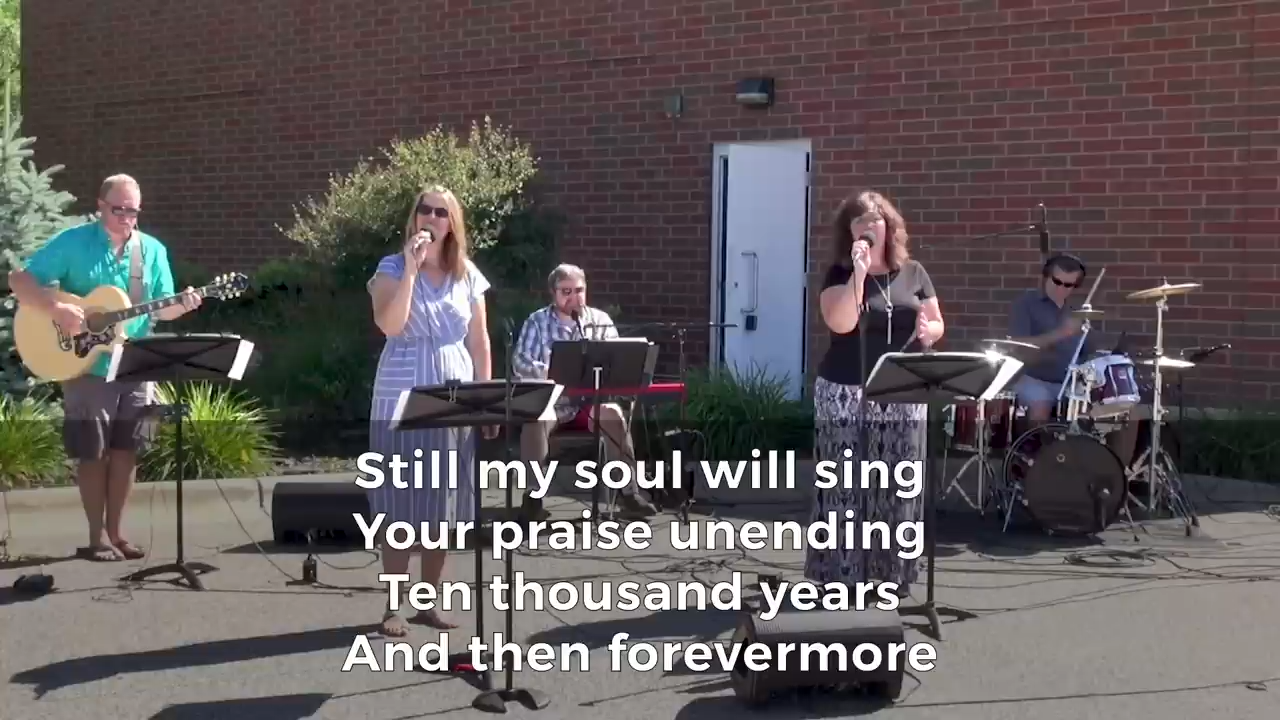 Still my soul will sing
Your praise unending
Ten thousand years
And then forevermore